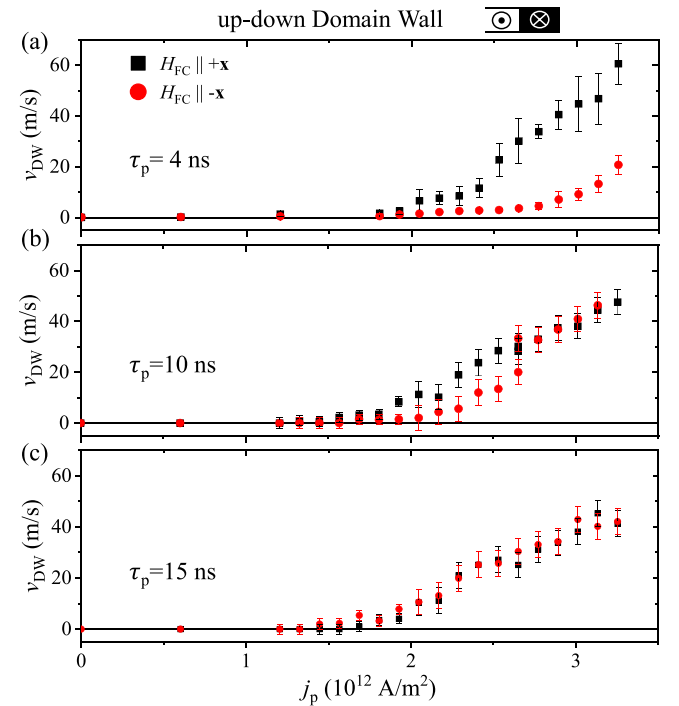 up-down Domain Wall
(a)
60
40
20
0
v_DW (m/s)
H_FC || +x
H_FC || -x
τ_p= 4 ns
(b)
60
40
20
0
v_DW (m/s)
τ_p=10 ns
(c)
60
40
20
0
v_DW (m/s)
τ_p=15 ns
0 1 2 3
j_p (10^12 A/m^2)